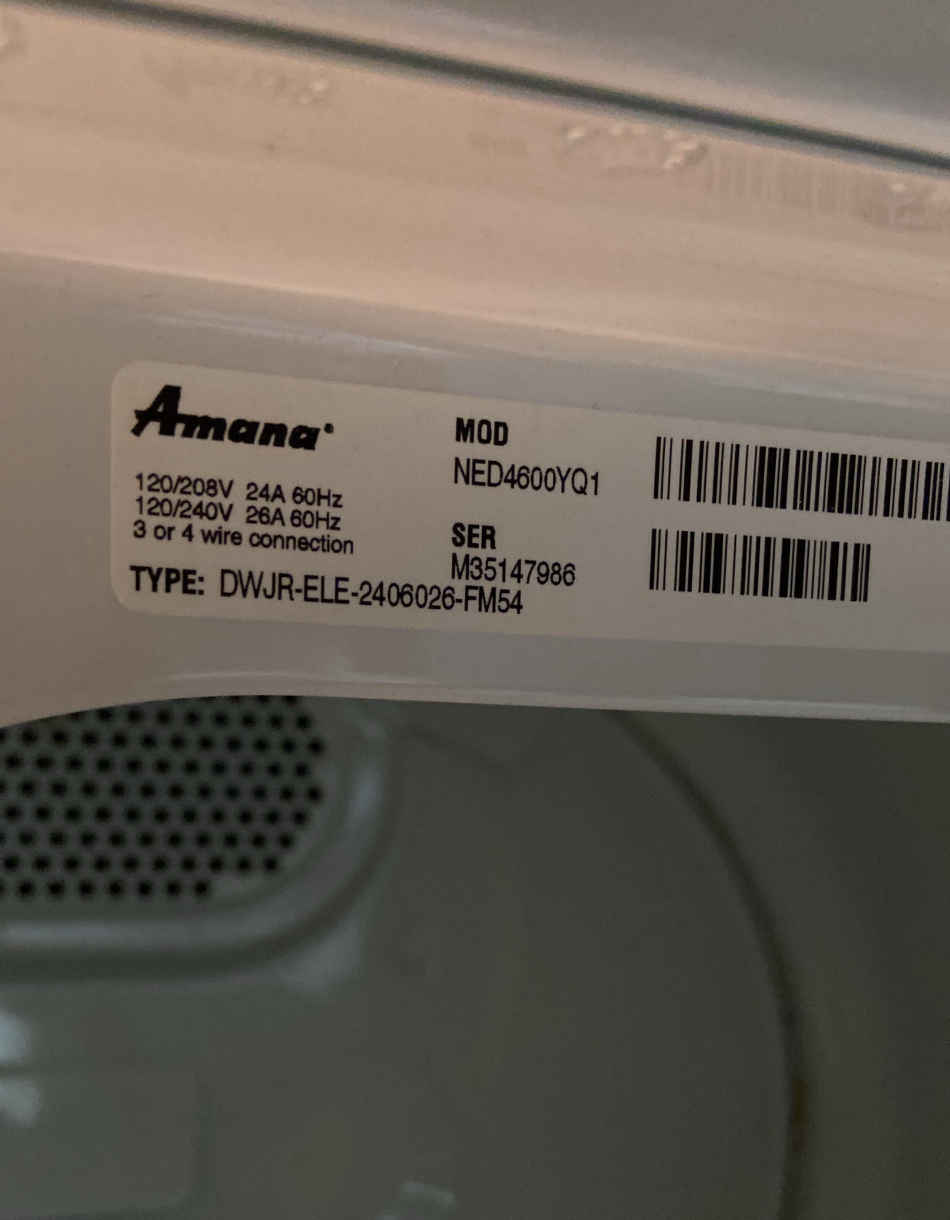 Amana®
120/208V 24A 60Hz
120/240V 26A 60Hz
3 or 4 wire connection
MOD
NED4600YQ1
SER
M35147986
TYPE: DWJR-ELE-2406026-FM54